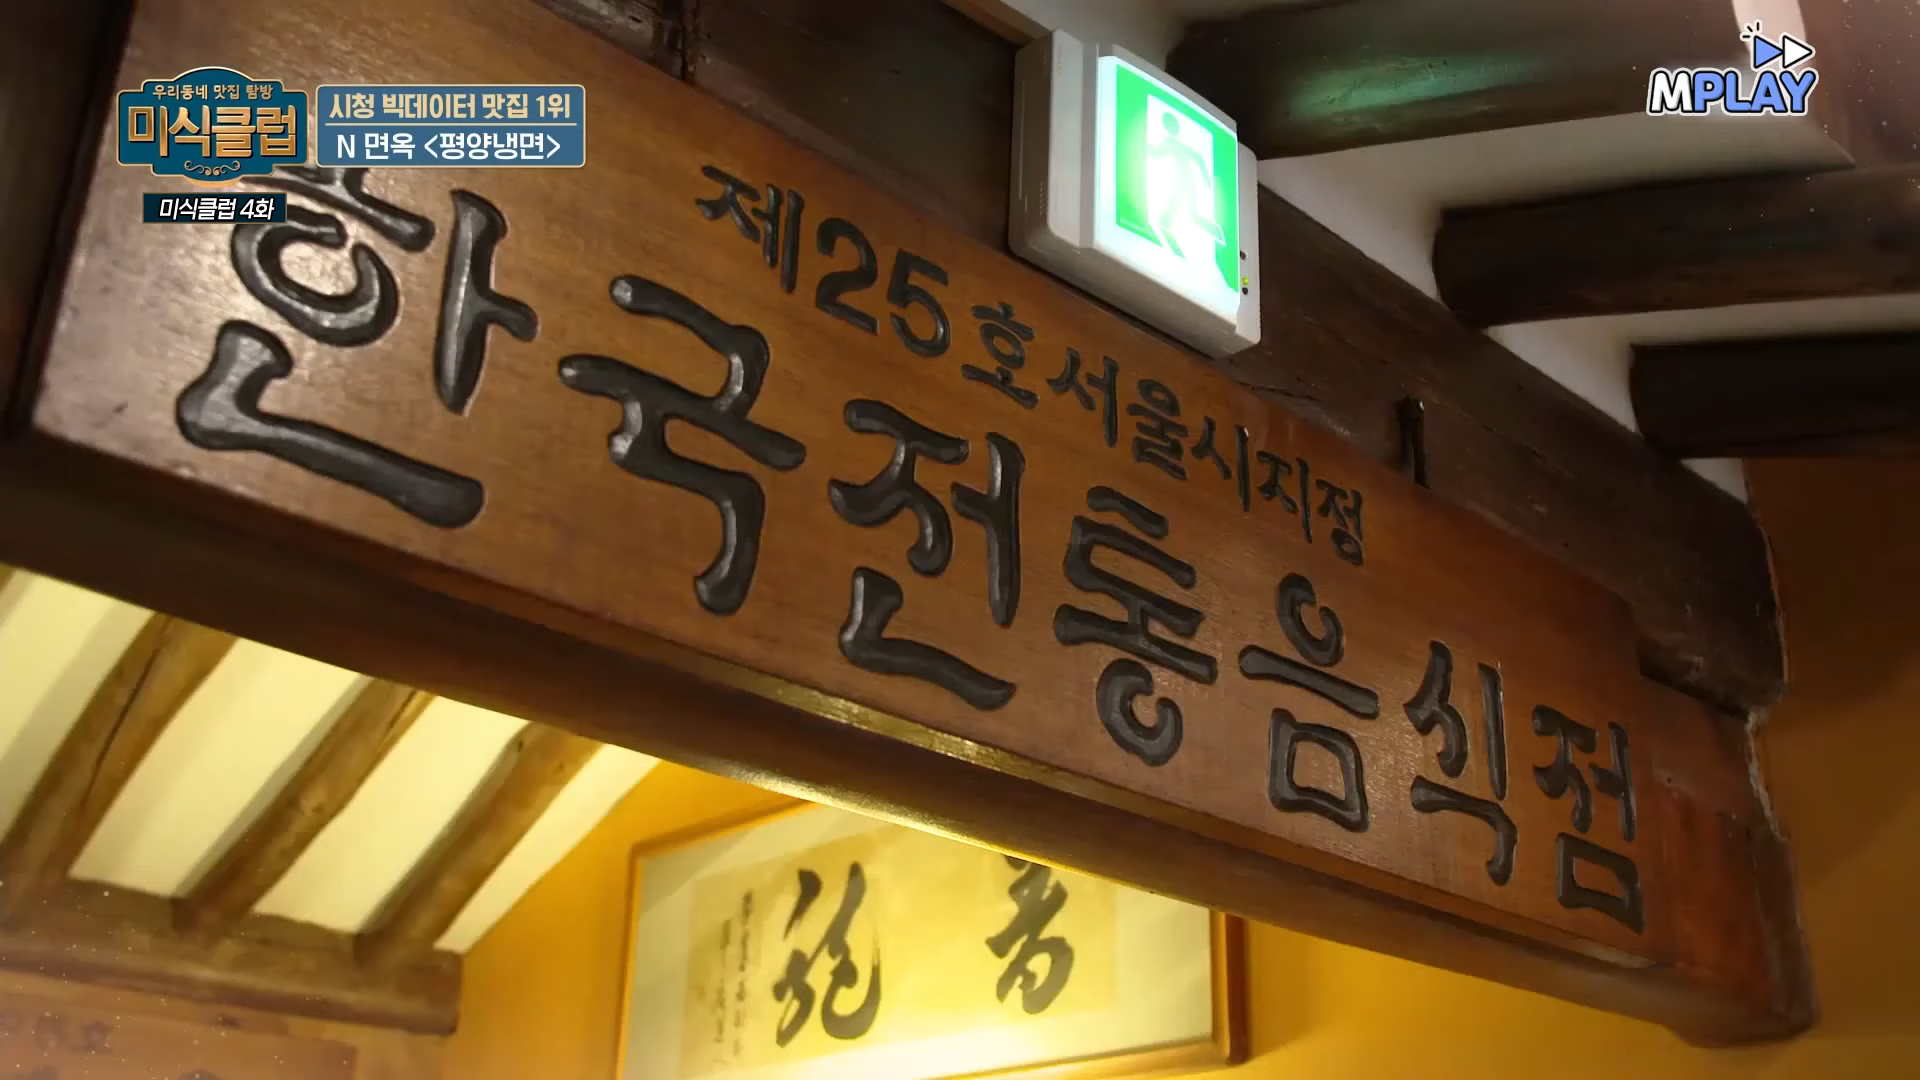 우리동네 맛집 탐방
미식클럽
시청 빅데이터 맛집 1위
N 면옥 <평양냉면>
미식클럽 4화
MPLAY
제25호서울시지정
한국전통음식점